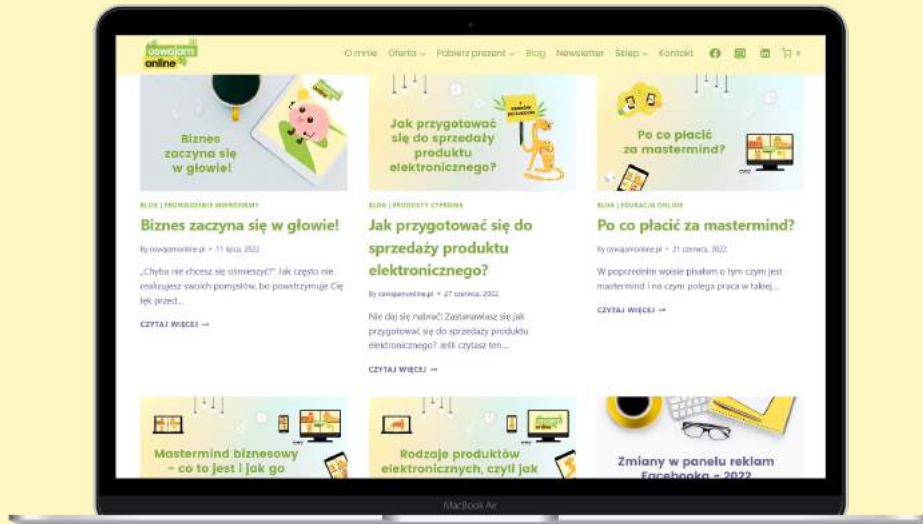 oswajam
online
O mnie Oferta Pobierz prezent Blog Newsletter Sklep Kontakt 0
Biznes
zaczyna się
w głowie!
Jak przygotować
się do sprzedaży
produktu
elektronicznego?
Po co płacić
za mastermind?
BLOG | PROWADZENIE MIKROFIRMY
Biznes zaczyna się w głowie!
By oswajamonline.pl • 11 lipca, 2022
„Chyba nie chcesz się ośmieszyć?” Jak często nie
realizujesz swoich pomysłów, bo powstrzymuje Cię
lęk przed...
CZYTAJ WIĘCEJ →
BLOG | PRODUKTY CYFROWE
Jak przygotować się do
sprzedaży produktu
elektronicznego?
By oswajamonline.pl • 27 czerwca, 2022
Nie daj się nabrać! Zastanawiasz się jak
przygotować się do sprzedaży produktu
elektronicznego? Jeśli czytasz ten...
CZYTAJ WIĘCEJ →
BLOG | EDUKACJA ONLINE
Po co płacić za mastermind?
By oswajamonline.pl • 21 czerwca, 2022
W poprzednim wpisie pisałam o tym czym jest
mastermind i na czym polega praca w takiej...
CZYTAJ WIĘCEJ →
Mastermind biznesowy
– co to jest i jak go
Rodzaje produktów
elektronicznych, czyli jak
Zmiany w panelu reklam
Facebooka – 2022
MacBook Air